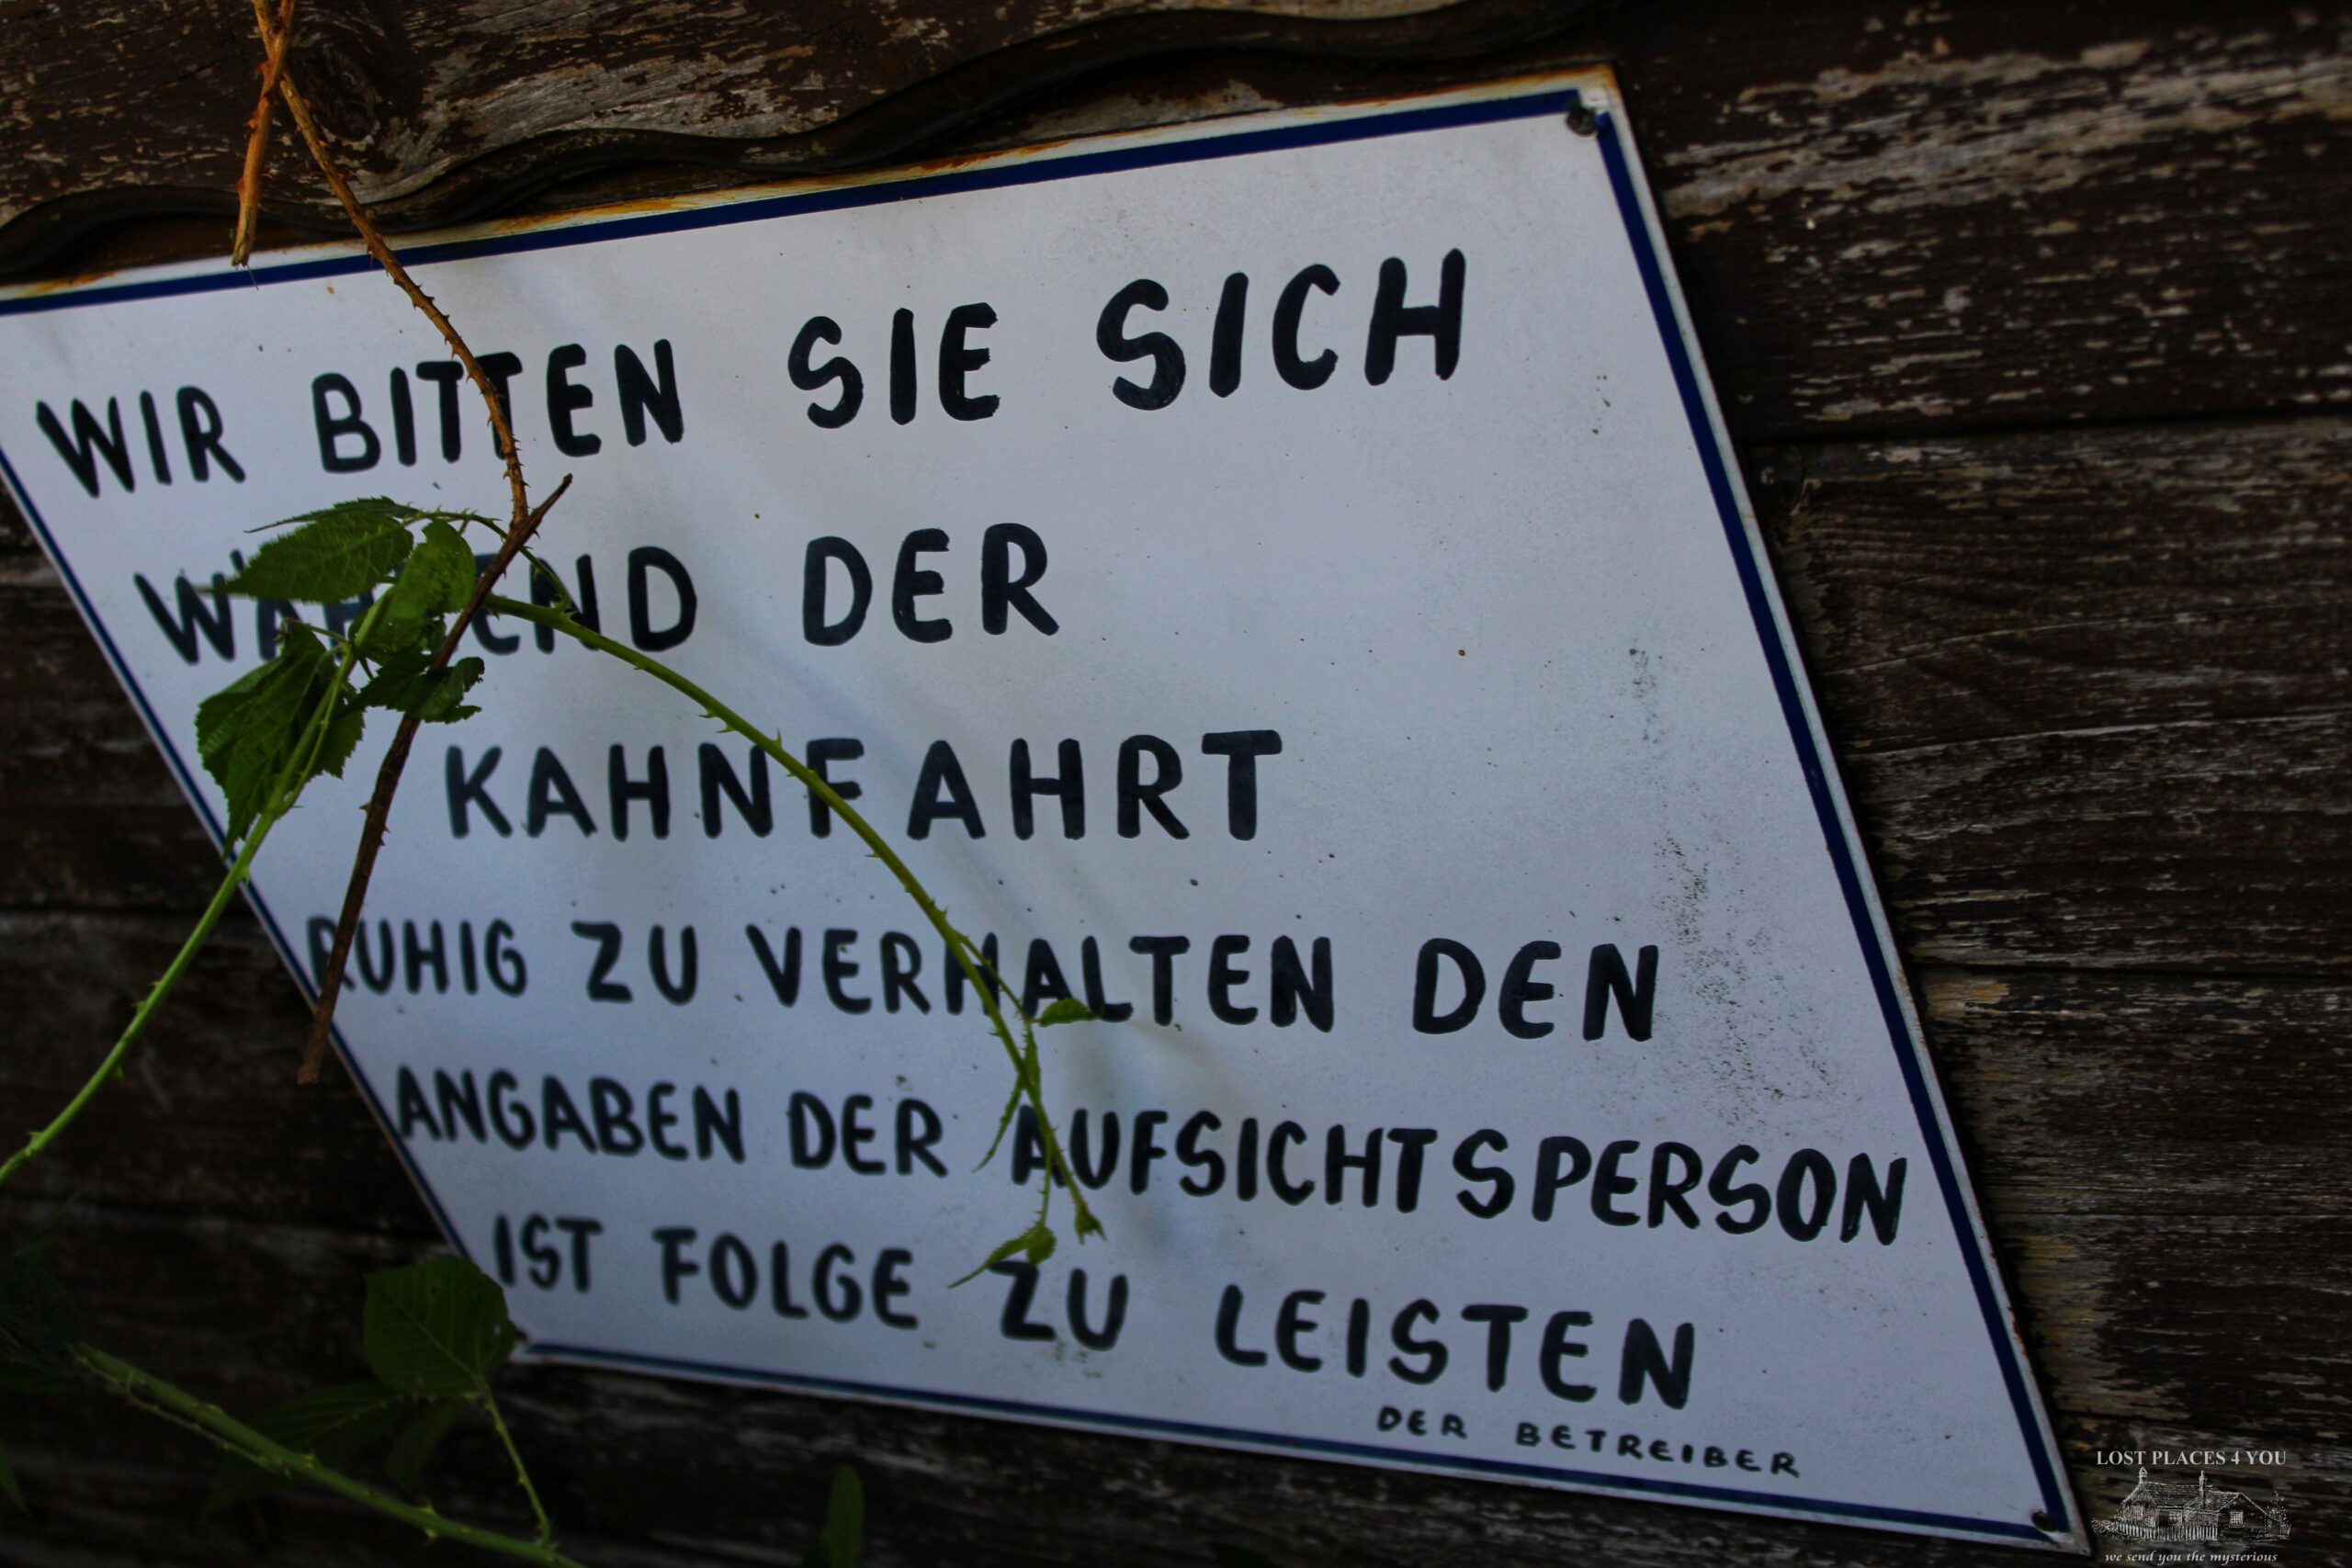 WIR BITTEN SIE SICH
WÄHREND DER
KAHNFAHRT
RUHIG ZU VERHALTEN DEN
ANGABEN DER AUFSICHTSPERSON
IST FOLGE ZU LEISTEN
DER BETREIBER
LOST PLACES 4 YOU
we send you the mysterious